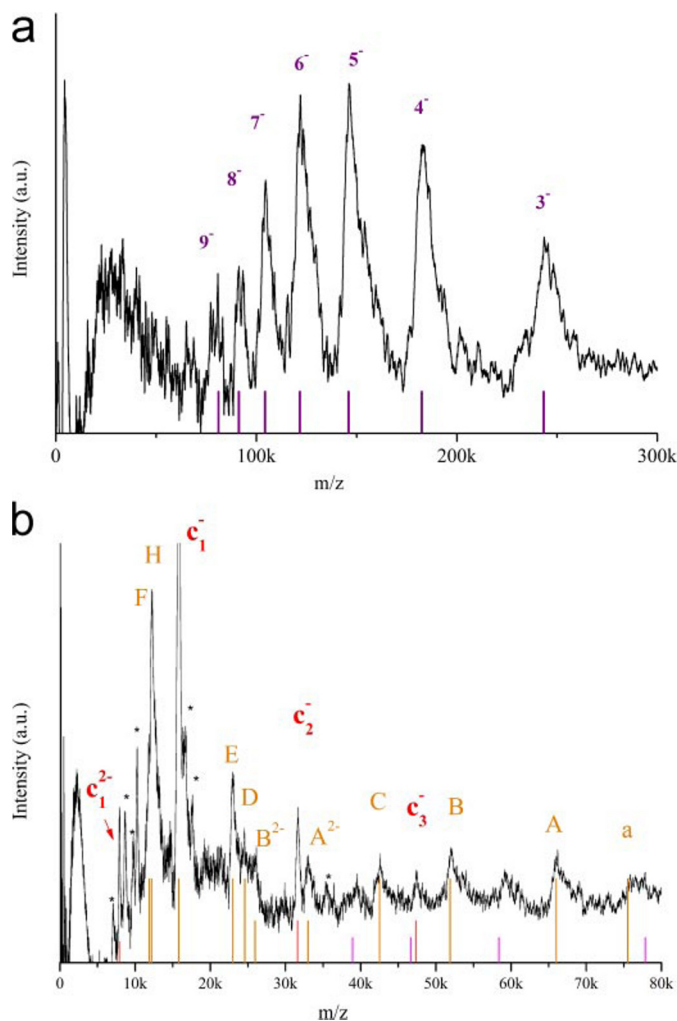 a
Intensity (a.u.)
9⁻
8⁻
7⁻
6⁻
5⁻
4⁻
3⁻
0 100k 200k 300k
m/z
b
Intensity (a.u.)
c₁²⁻
*
*
*
*
F
H
c₁⁻
*
*
E
D
B²⁻
c₂⁻
A²⁻
*
C
c₃⁻
B
A
a
0 10k 20k 30k 40k 50k 60k 70k 80k
m/z